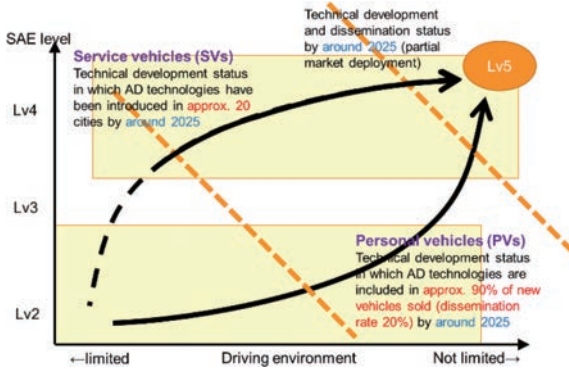 SAE level
Technical development
and dissemination status
by around 2025 (partial
market deployment)
Lv5
Service vehicles (SVs)
Technical development status
in which AD technologies have
been introduced in approx. 20
cities by around 2025
Lv4
Lv3
Personal vehicles (PVs)
Technical development status
in which AD technologies are
included in approx. 90% of new
vehicles sold (dissemination
rate 20%) by around 2025
Lv2
←limited
Driving environment
Not limited→